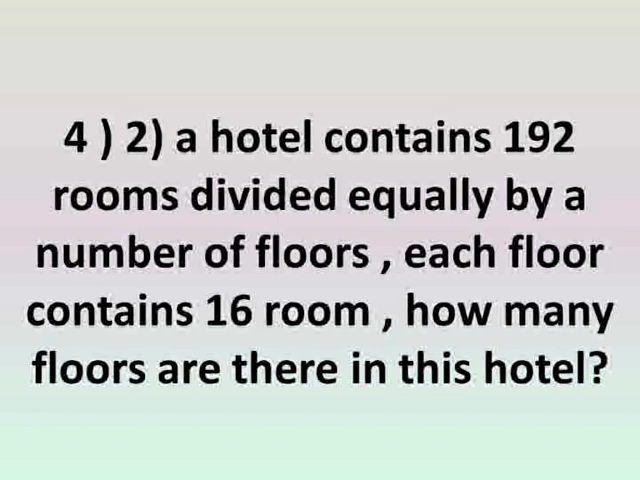 4 ) 2) a hotel contains 192
rooms divided equally by a
number of floors , each floor
contains 16 room , how many
floors are there in this hotel?